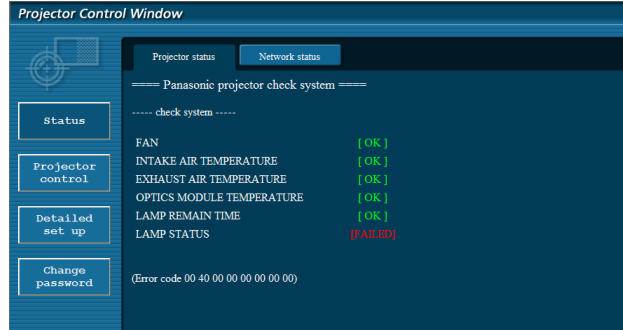 Projector Control Window
Projector status
Network status
==== Panasonic projector check system ====
----- check system -----
Status
FAN [ OK ]
INTAKE AIR TEMPERATURE [ OK ]
Projector
control
EXHAUST AIR TEMPERATURE [ OK ]
OPTICS MODULE TEMPERATURE [ OK ]
LAMP REMAIN TIME [ OK ]
Detailed
set up
LAMP STATUS [FAILED]
Change
password
(Error code 00 40 00 00 00 00 00 00)